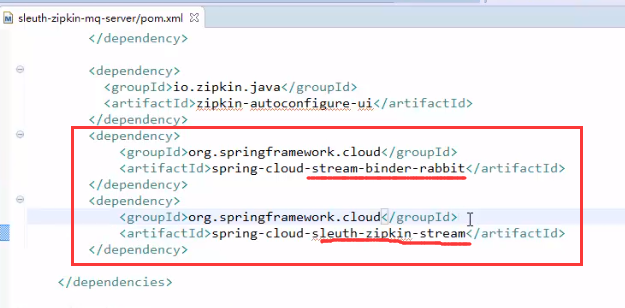 sleuth-zipkin-mq-server/pom.xml
</dependency>
<dependency>
<groupId>io.zipkin.java</groupId>
<artifactId>zipkin-autoconfigure-ui</artifactId>
</dependency>
<dependency>
<groupId>org.springframework.cloud</groupId>
<artifactId>spring-cloud-stream-binder-rabbit</artifactId>
</dependency>
<dependency>
<groupId>org.springframework.cloud</groupId>
<artifactId>spring-cloud-sleuth-zipkin-stream</artifactId>
</dependency>
</dependencies>